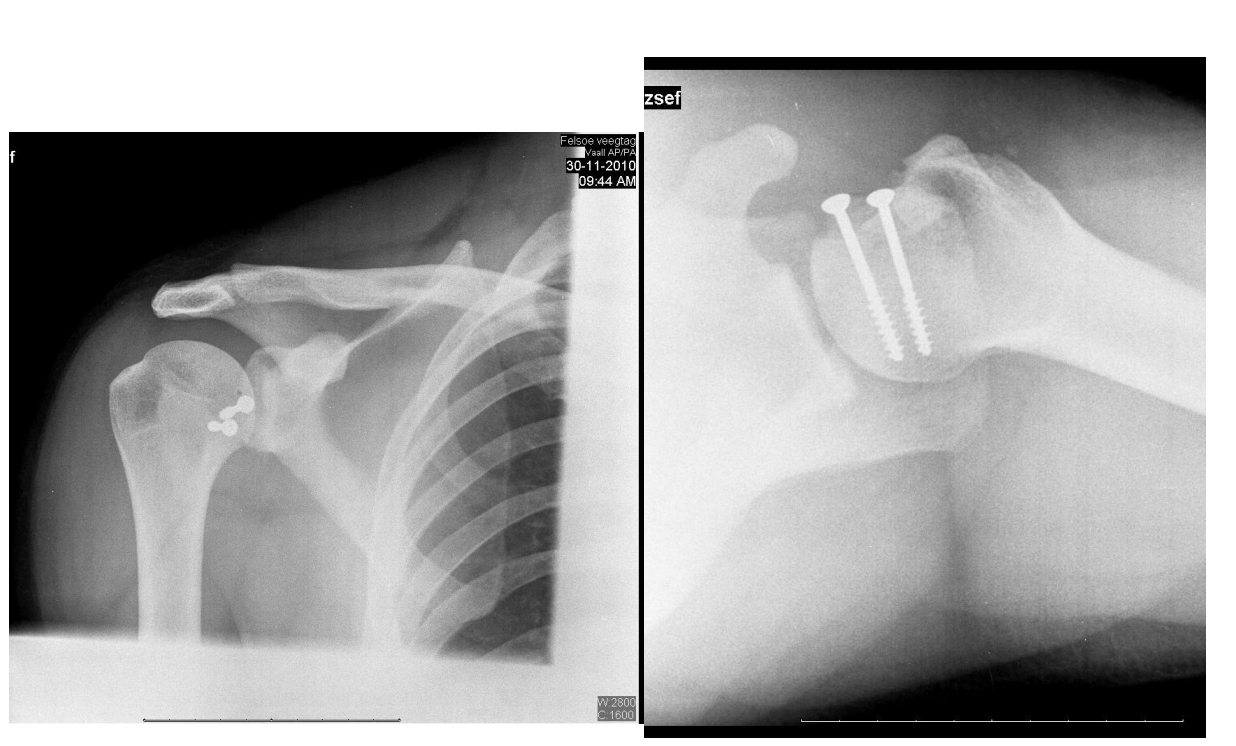 f
Felsoe veegtag
Vaall AP/PA
30-11-2010
09:44 AM
W:2800
C:1600
zsef